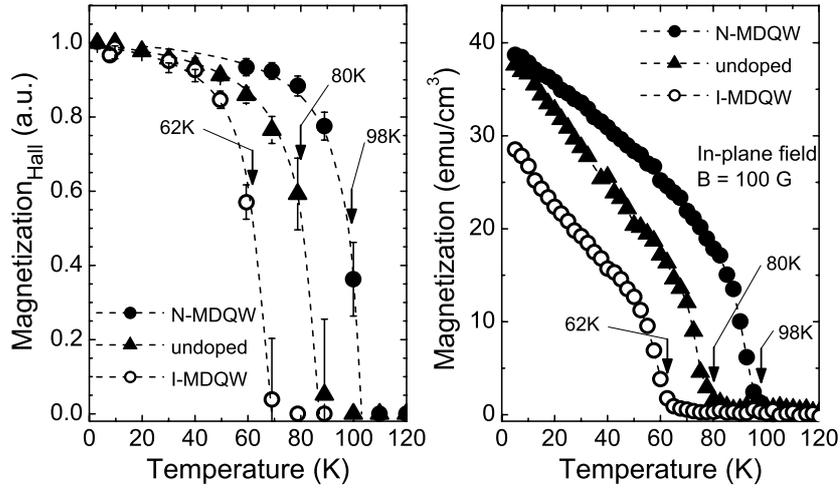 Magnetization_Hall (a.u.)
1.0
0.8
0.6
0.4
0.2
0.0
62K
80K
98K
N-MDQW
undoped
I-MDQW
0 20 40 60 80 100 120
Temperature (K)
Magnetization (emu/cm³)
40
30
20
10
0
N-MDQW
undoped
I-MDQW
In-plane field
B = 100 G
62K
80K
98K
0 20 40 60 80 100 120
Temperature (K)